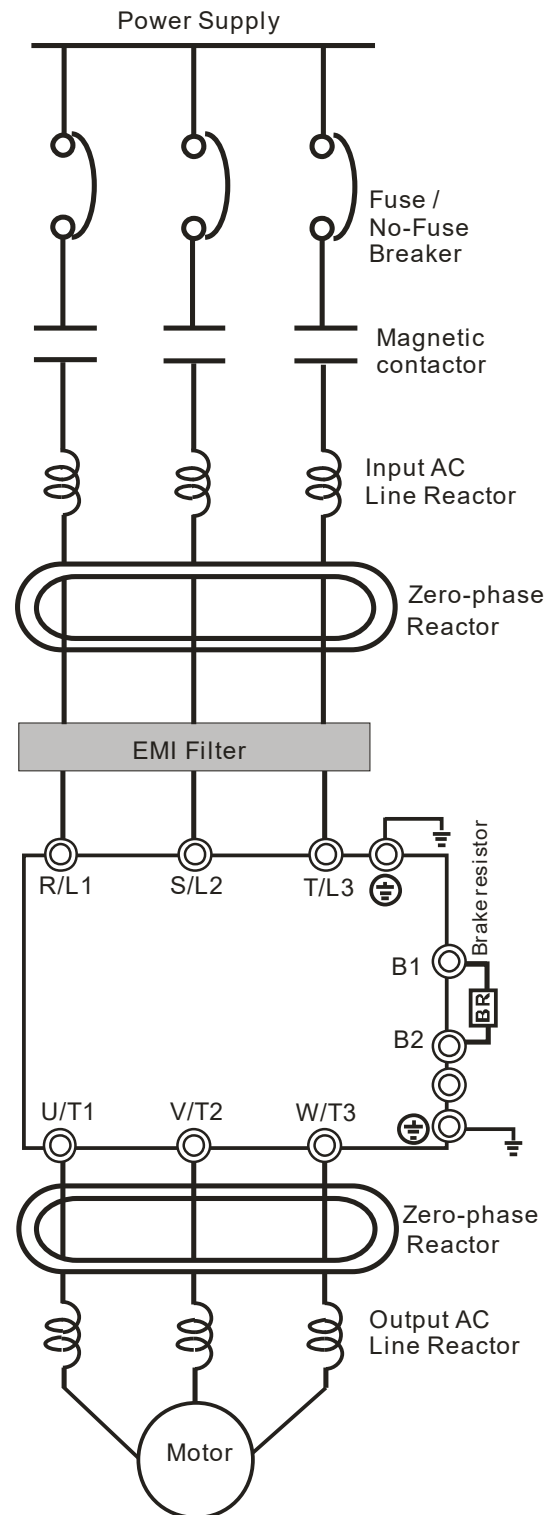 Power Supply
Fuse /
No-Fuse
Breaker
Magnetic
contactor
Input AC
Line Reactor
Zero-phase
Reactor
EMI Filter
R/L1
S/L2
T/L3
Brake resistor
B1
BR
B2
U/T1
V/T2
W/T3
Zero-phase
Reactor
Output AC
Line Reactor
Motor